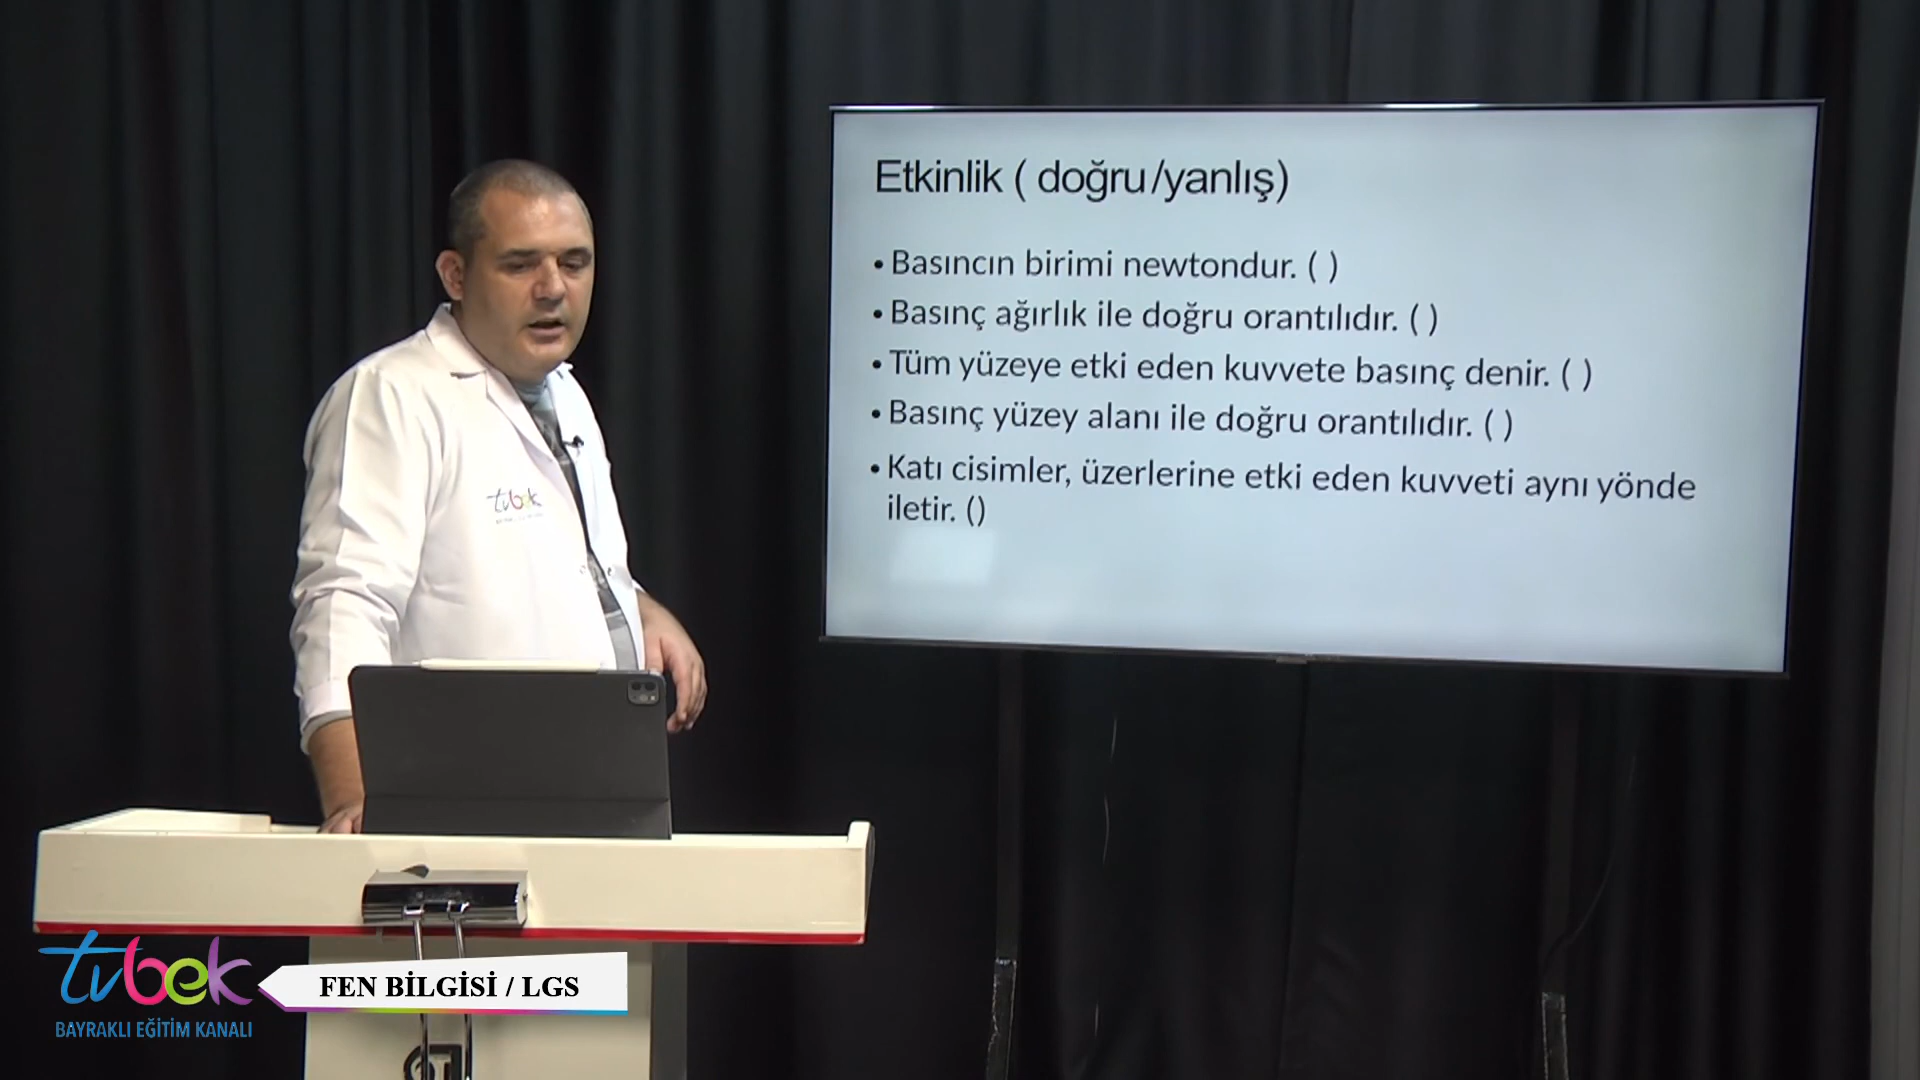 Etkinlik ( doğru/yanlış)
• Basıncın birimi newtondur. ( )
• Basınç ağırlık ile doğru orantılıdır. ( )
• Tüm yüzeye etki eden kuvvete basınç denir. ( )
• Basınç yüzey alanı ile doğru orantılıdır. ( )
• Katı cisimler, üzerlerine etki eden kuvveti aynı yönde
iletir. ()
tvbek
tvbek
FEN BİLGİSİ / LGS
BAYRAKLI EĞİTİM KANALI